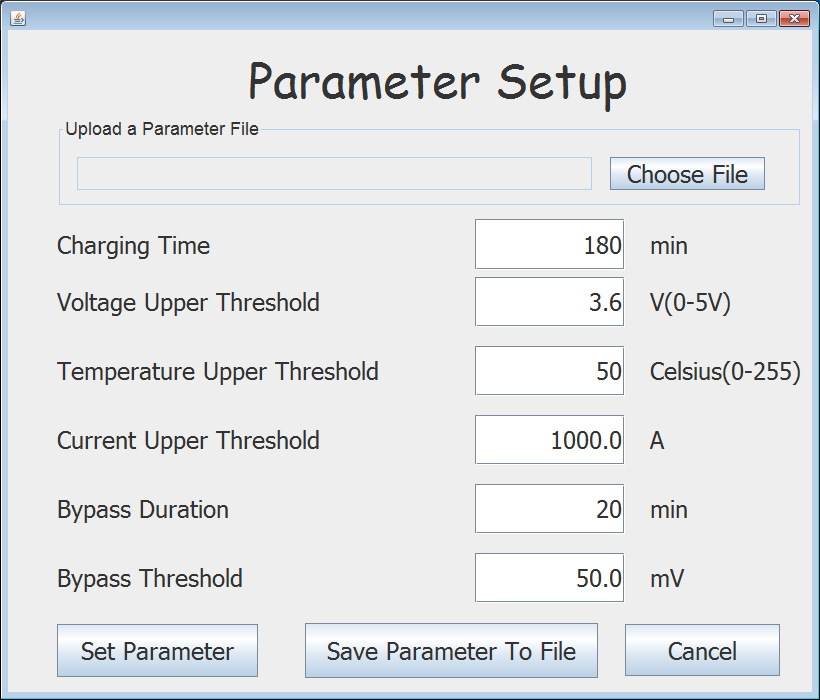 Parameter Setup
Upload a Parameter File
Choose File
Charging Time 180 min
Voltage Upper Threshold 3.6 V(0-5V)
Temperature Upper Threshold 50 Celsius(0-255)
Current Upper Threshold 1000.0 A
Bypass Duration 20 min
Bypass Threshold 50.0 mV
Set Parameter Save Parameter To File Cancel